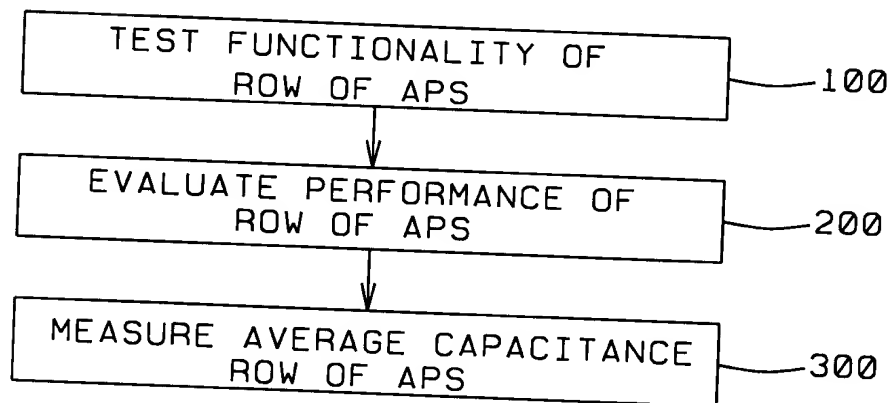 TEST FUNCTIONALITY OF
ROW OF APS
100
EVALUATE PERFORMANCE OF
ROW OF APS
200
MEASURE AVERAGE CAPACITANCE
ROW OF APS
300